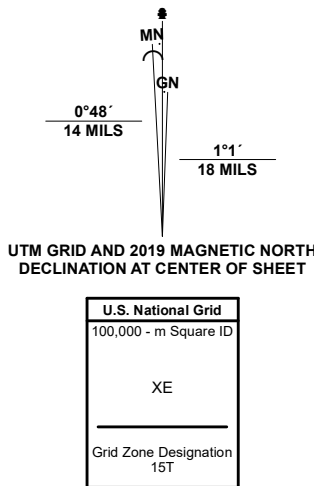 MN
GN
0°48´
14 MILS
1°1´
18 MILS
UTM GRID AND 2019 MAGNETIC NORTH
DECLINATION AT CENTER OF SHEET
U.S. National Grid
100,000 - m Square ID
XE
Grid Zone Designation
15T